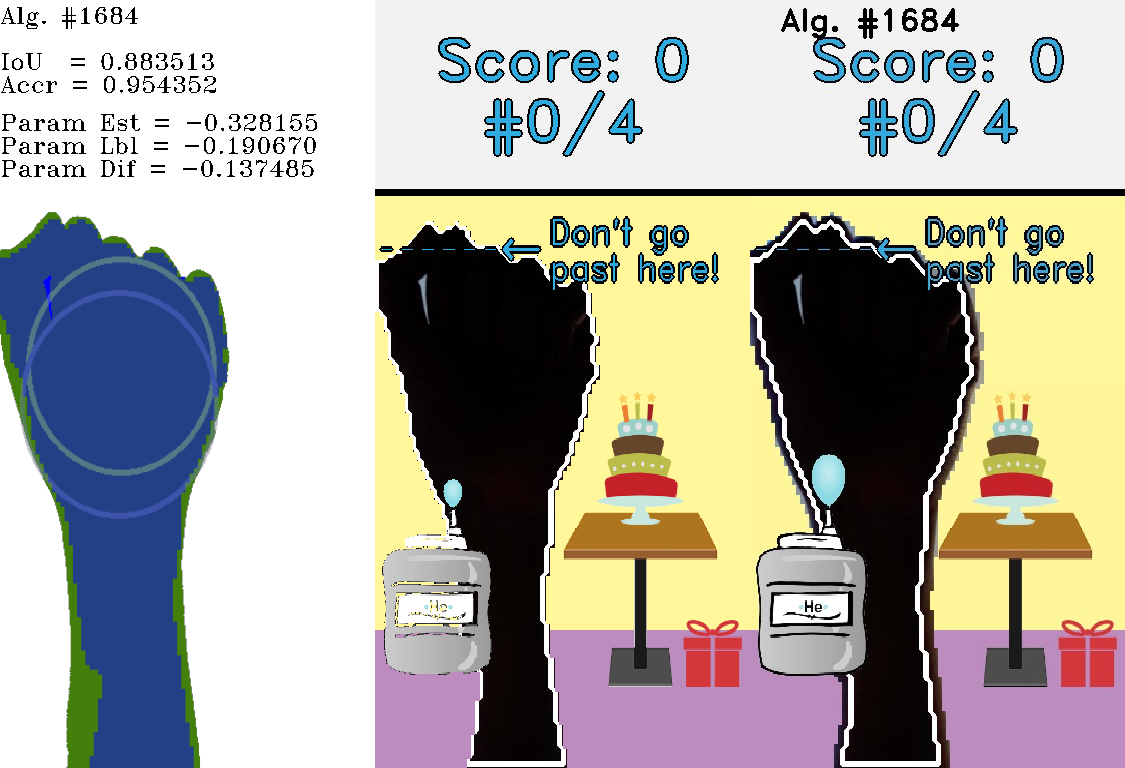 Alg. #1684
IoU = 0.883513
Accr = 0.954352
Param Est = −0.328155
Param Lbl = −0.190670
Param Dif = −0.137485
Score: 0
#0/4
Don't go
past here!
He
Alg. #1684
Score: 0
#0/4
Don't go
past here!
He